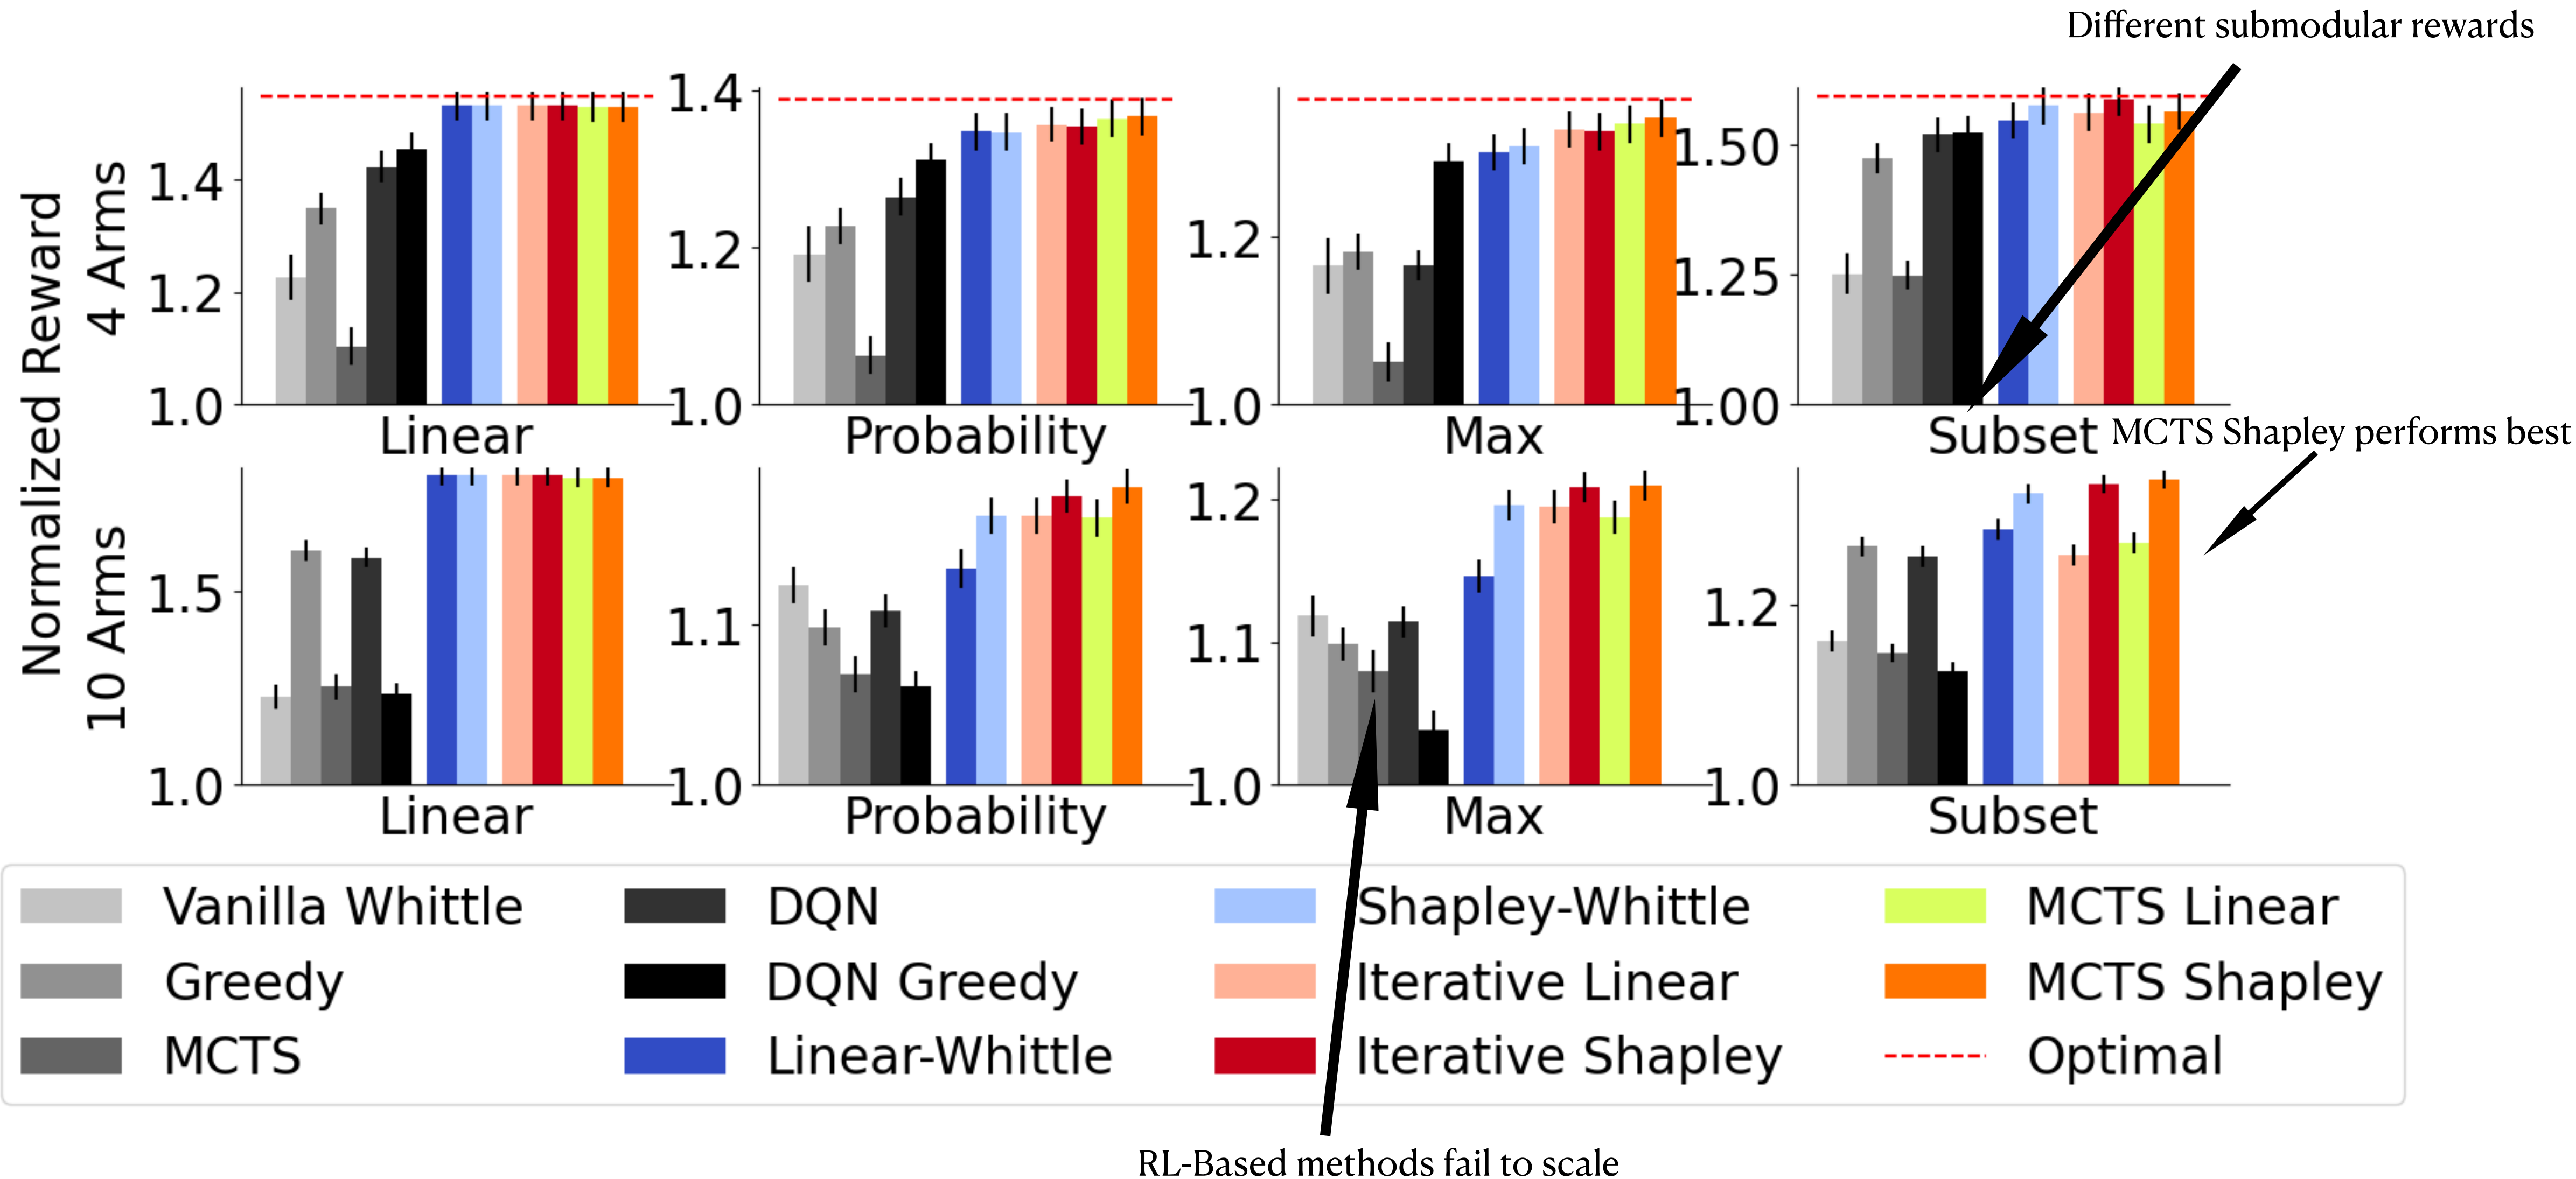 Different submodular rewards
Normalized Reward
4 Arms
1.4
1.2
1.0
Linear
1.4
1.2
1.0
Probability
1.2
1.0
Max
1.50
1.25
1.00
Subset
MCTS Shapley performs best
10 Arms
1.5
1.0
Linear
1.1
1.0
Probability
1.2
1.1
1.0
Max
1.2
1.0
Subset
Vanilla Whittle
Greedy
MCTS
DQN
DQN Greedy
Linear-Whittle
Shapley-Whittle
Iterative Linear
Iterative Shapley
MCTS Linear
MCTS Shapley
Optimal
RL-Based methods fail to scale